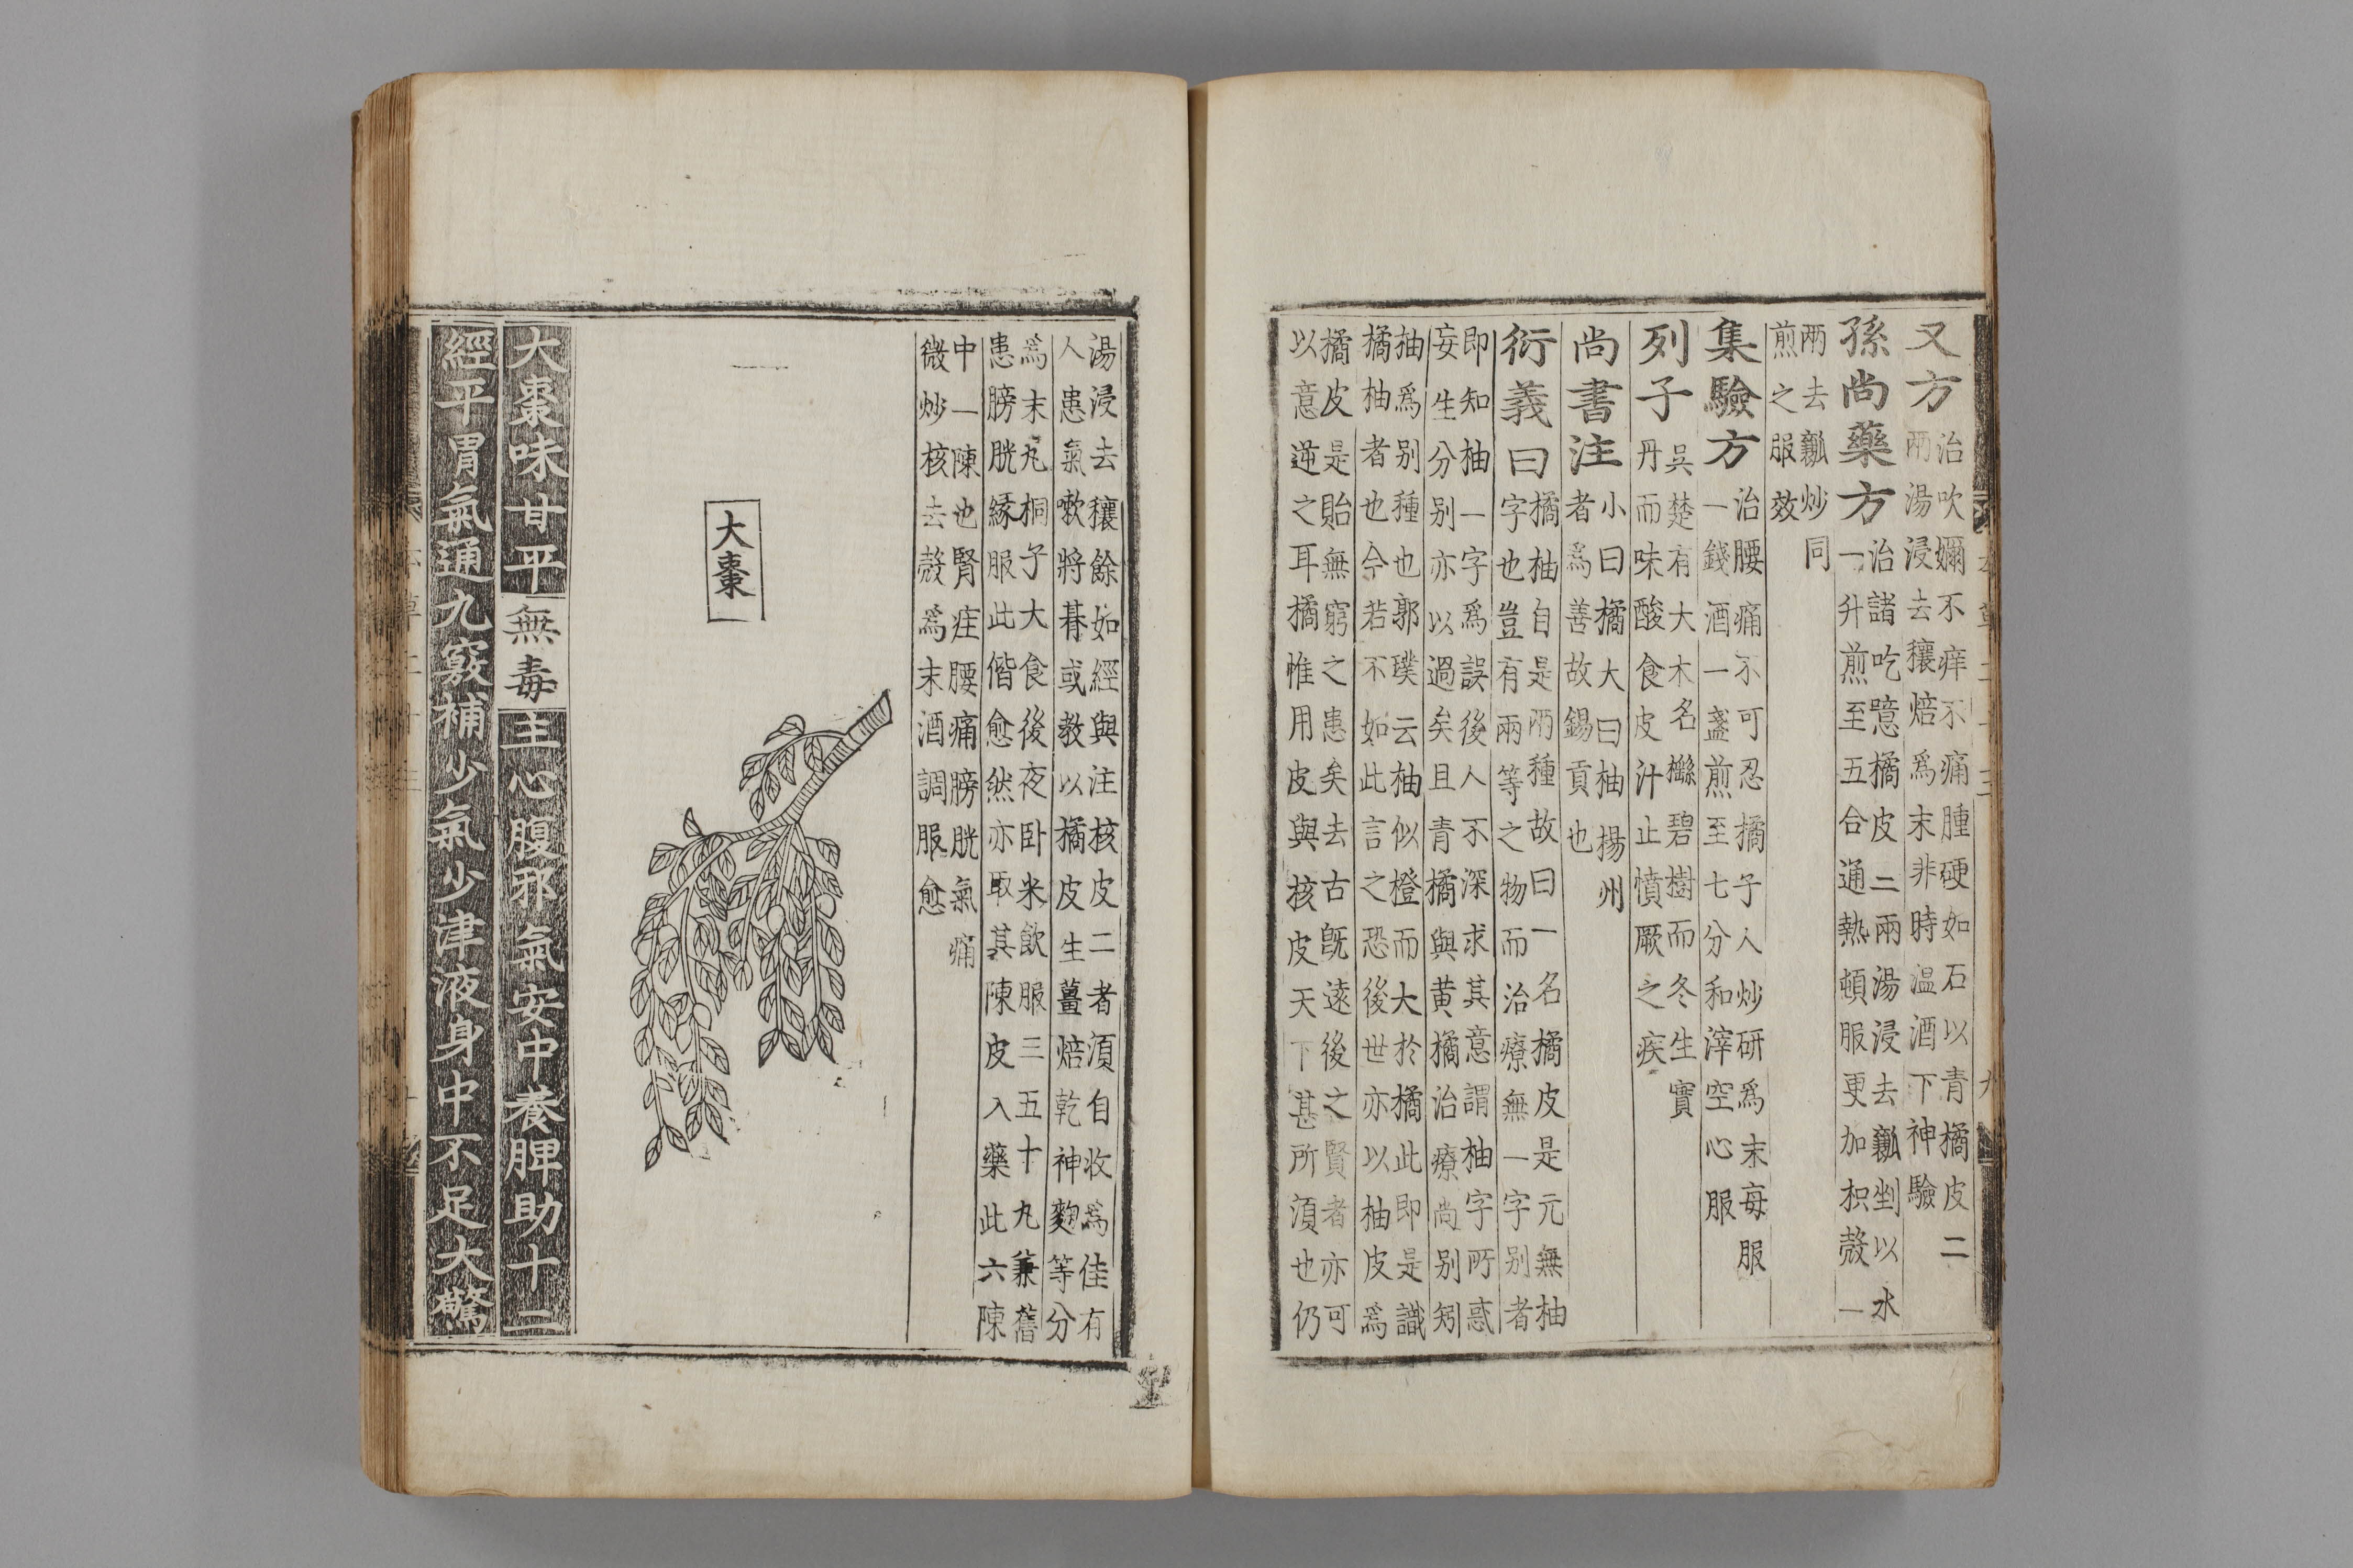 又方治吹嬭不痒不痛腫硬如石以青橘皮二
兩湯浸去穰焙爲末非時温酒下神驗
孫尚藥方治諸吃噫橘皮二兩湯浸去瓤剉以水
一升煎至五合通熱頓服更加枳殼一
兩去瓤炒同
煎之服效
集驗方治腰痛不可忍橘子人炒研爲末每服
一錢酒一盞煎至七分和滓空心服
列子吳楚有大木名櫾碧樹而冬生實
丹而味酸食皮汁止憤厥之疾
尚書注小曰橘大曰柚揚州
者爲善故錫貢也
衍義曰橘柚自是兩種故曰一名橘皮是元無柚
字也豈有兩等之物而治療無一字别者
即知柚一字爲誤後人不深求其意謂柚字所惑
妄生分别亦以過矣且青橘與黄橘治療尚别矧
柚爲别種也郭璞云柚似橙而大於橘此即是識
橘柚者也今若不如此言之恐後世亦以柚皮爲
橘皮是貽無窮之患矣去古旣遠後之賢者亦可
以意逆之耳橘惟用皮與核皮天下甚所湏也仍
湯浸去穰餘如經與注核皮二者湏自收爲佳有
人患氣嗽將朞或教以橘皮生薑焙乾神麴等分
爲末丸桐子大食後夜卧米飲服三五十丸兼舊
患膀胱緣服此偕愈然亦取其陳皮入藥此六陳
中一陳也腎疰腰痛膀胱氣痛
微炒核去殼爲末酒調服愈
大棗
大棗味甘平無毒主心腹邪氣安中養脾助十二
經平胃氣通九竅補少氣少津液身中不足大驚